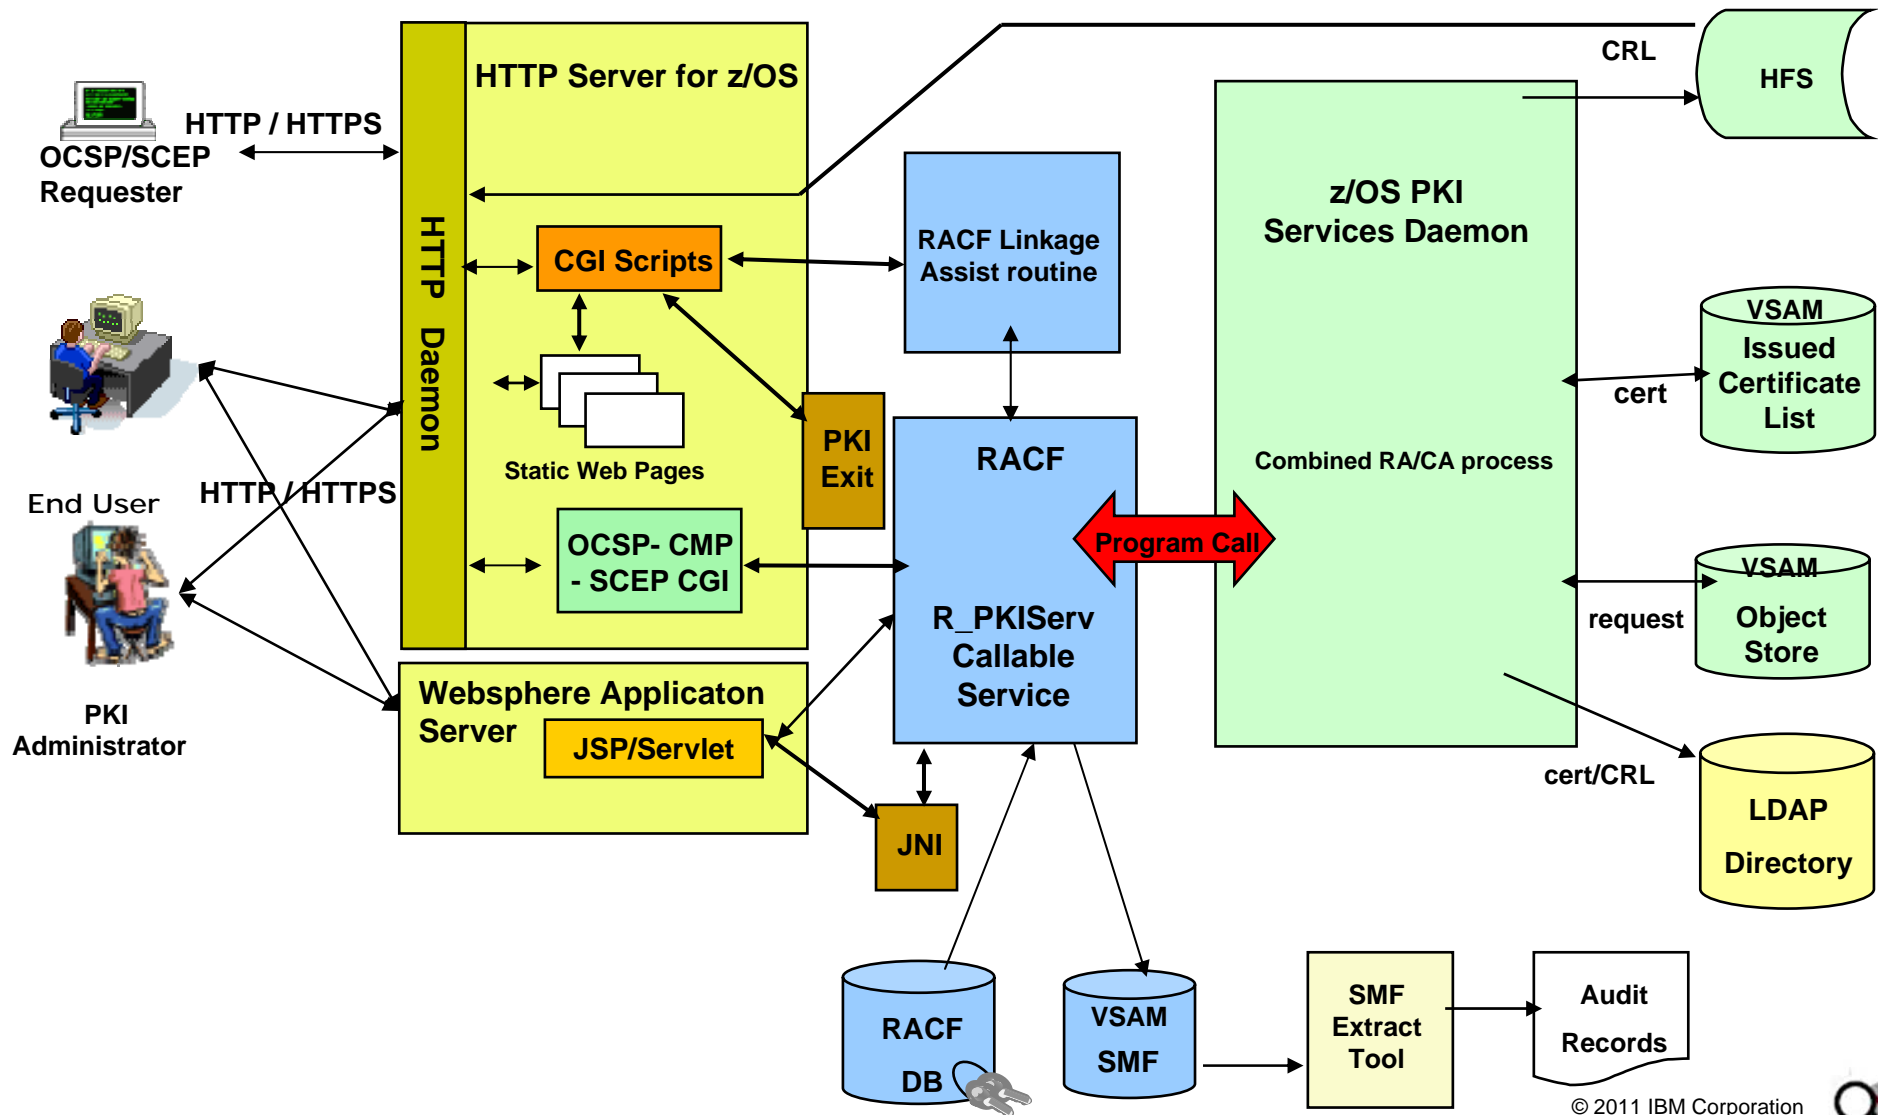 HTTP Server for z/OS
CRL
HFS
HTTP / HTTPS
OCSP/SCEP
Requester
HTTP Daemon
z/OS PKI
Services Daemon
RACF Linkage
Assist routine
CGI Scripts
VSAM
Issued
Certificate
List
cert
PKI
Exit
RACF
Combined RA/CA process
Static Web Pages
HTTP / HTTPS
End User
OCSP- CMP
- SCEP CGI
Program Call
VSAM
Object
Store
request
R_PKIServ
Callable
Service
Websphere Applicaton
Server
JSP/Servlet
PKI
Administrator
cert/CRL
LDAP
Directory
JNI
RACF
DB
VSAM
SMF
SMF
Extract
Tool
Audit
Records
© 2011 IBM Corporation